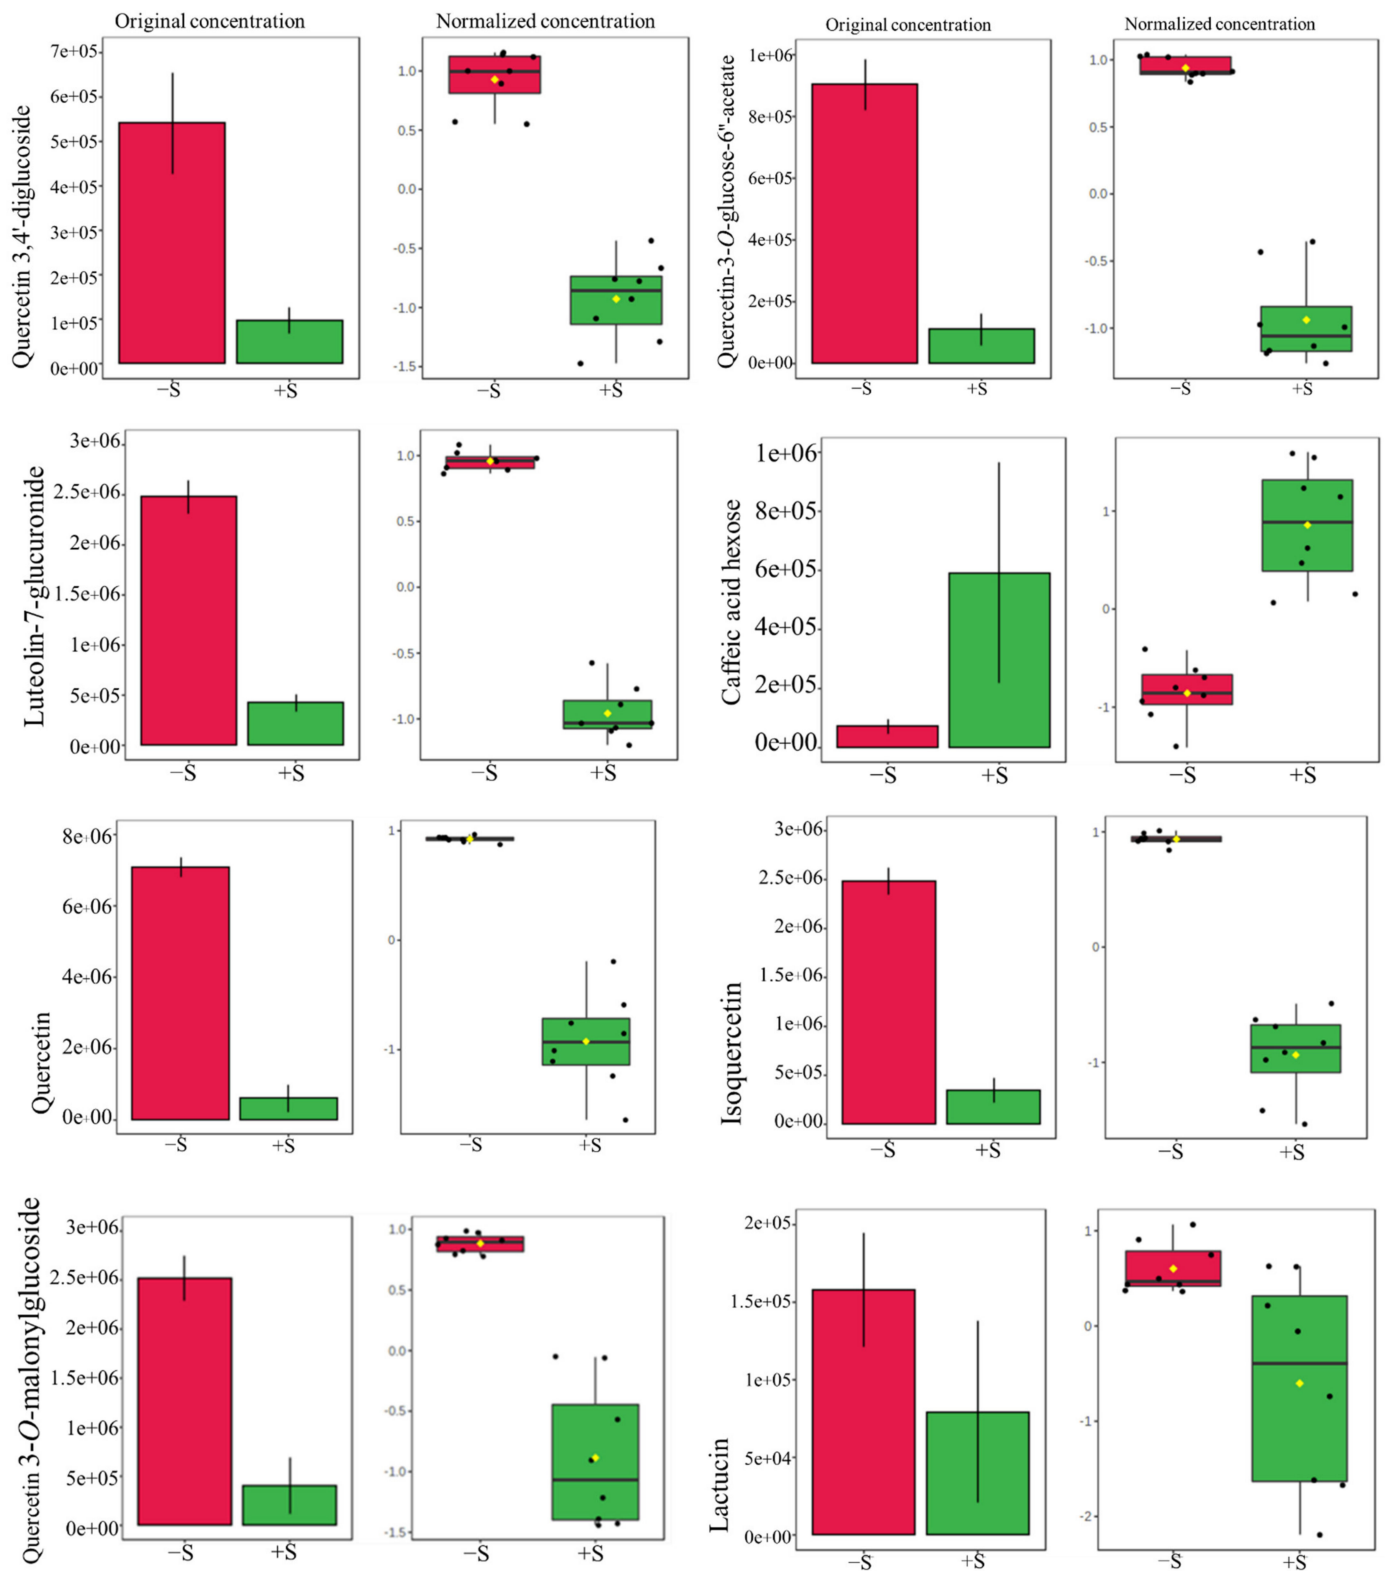 Original concentration
Normalized concentration
Quercetin 3,4'-diglucoside
7e+05
6e+05
5e+05
4e+05
3e+05
2e+05
1e+05
0e+00
−S
+S
1.0
0.5
0.0
-0.5
-1.0
-1.5
−S
+S
Original concentration
Normalized concentration
Quercetin-3-O-glucose-6"-acetate
1e+06
8e+05
6e+05
4e+05
2e+05
0e+00
−S
+S
1.0
0.5
0.0
-0.5
-1.0
−S
+S
Luteolin-7-glucuronide
3e+06
2.5e+06
2e+06
1.5e+06
1e+06
5e+05
0e+00
−S
+S
1.0
0.5
0.0
-0.5
-1.0
−S
+S
Caffeic acid hexose
1e+06
8e+05
6e+05
4e+05
2e+05
0e+00
−S
+S
1
0
-1
−S
+S
Quercetin
8e+06
6e+06
4e+06
2e+06
0e+00
−S
+S
1
0
-1
−S
+S
Isoquercetin
3e+06
2.5e+06
2e+06
1.5e+06
1e+06
5e+05
0e+00
−S
+S
1
0
-1
−S
+S
Quercetin 3-O-malonylglucoside
3e+06
2.5e+06
2e+06
1.5e+06
1e+06
5e+05
0e+00
−S
+S
1.0
0.5
0.0
-0.5
-1.0
-1.5
−S
+S
Lactucin
2e+05
1.5e+05
1e+05
5e+04
0e+00
−S
+S
1
0
-1
-2
−S
+S